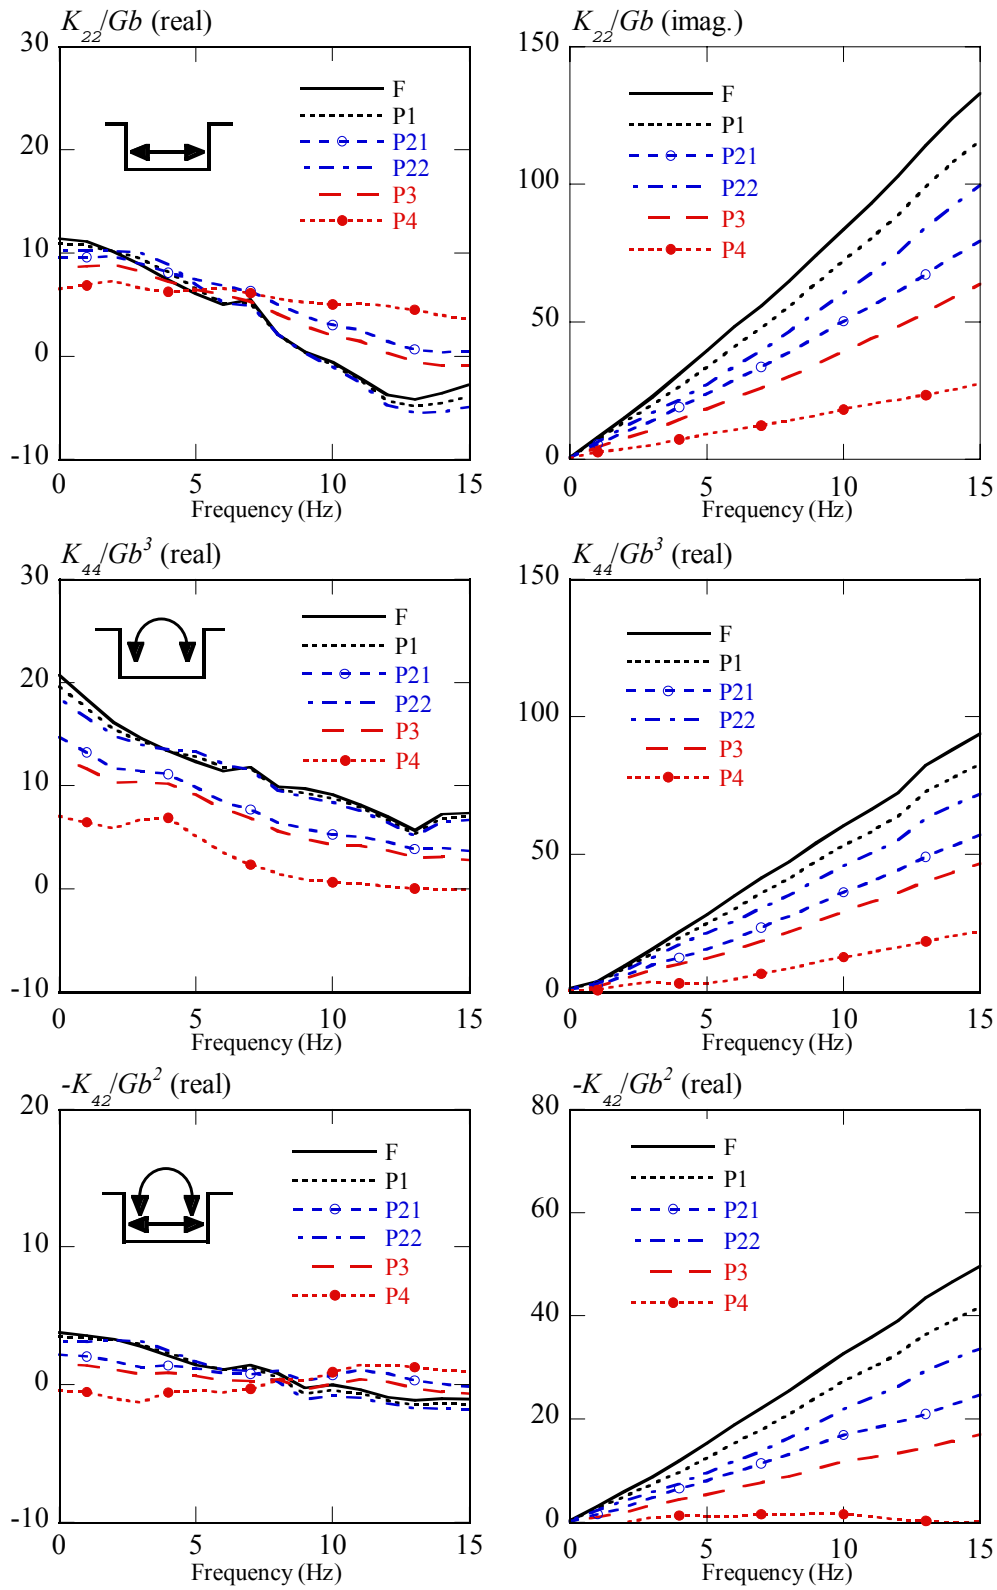 K22/Gb (real)
30
20
10
0
-10
0
5
10
15
Frequency (Hz)
F
P1
P21
P22
P3
P4
K22/Gb (imag.)
150
100
50
0
0
5
10
15
Frequency (Hz)
F
P1
P21
P22
P3
P4
K44/Gb3 (real)
30
20
10
0
-10
0
5
10
15
Frequency (Hz)
F
P1
P21
P22
P3
P4
K44/Gb3 (real)
150
100
50
0
0
5
10
15
Frequency (Hz)
F
P1
P21
P22
P3
P4
-K42/Gb2 (real)
20
10
0
-10
0
5
10
15
Frequency (Hz)
F
P1
P21
P22
P3
P4
-K42/Gb2 (real)
80
60
40
20
0
0
5
10
15
Frequency (Hz)
F
P1
P21
P22
P3
P4